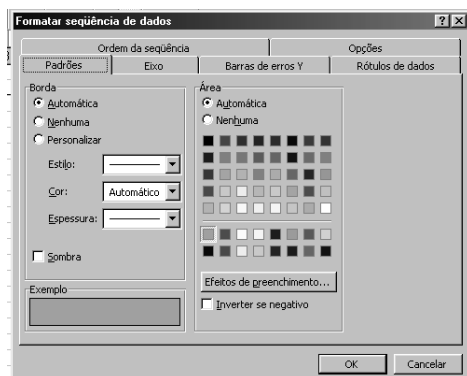 Formatar seqüência de dados
Ordem da seqüência
Opções
Padrões
Eixo
Barras de erros Y
Rótulos de dados
Borda
Automática
Nenhuma
Personalizar
Estilo:
Cor: Automático
Espessura:
Sombra
Exemplo
Área
Automática
Nenhuma
Efeitos de preenchimento...
Inverter se negativo
OK
Cancelar